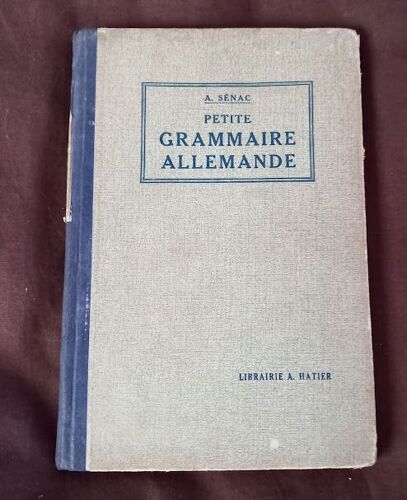 A. SÉNAC
PETITE
GRAMMAIRE
ALLEMANDE
LIBRAIRIE A. HATIER